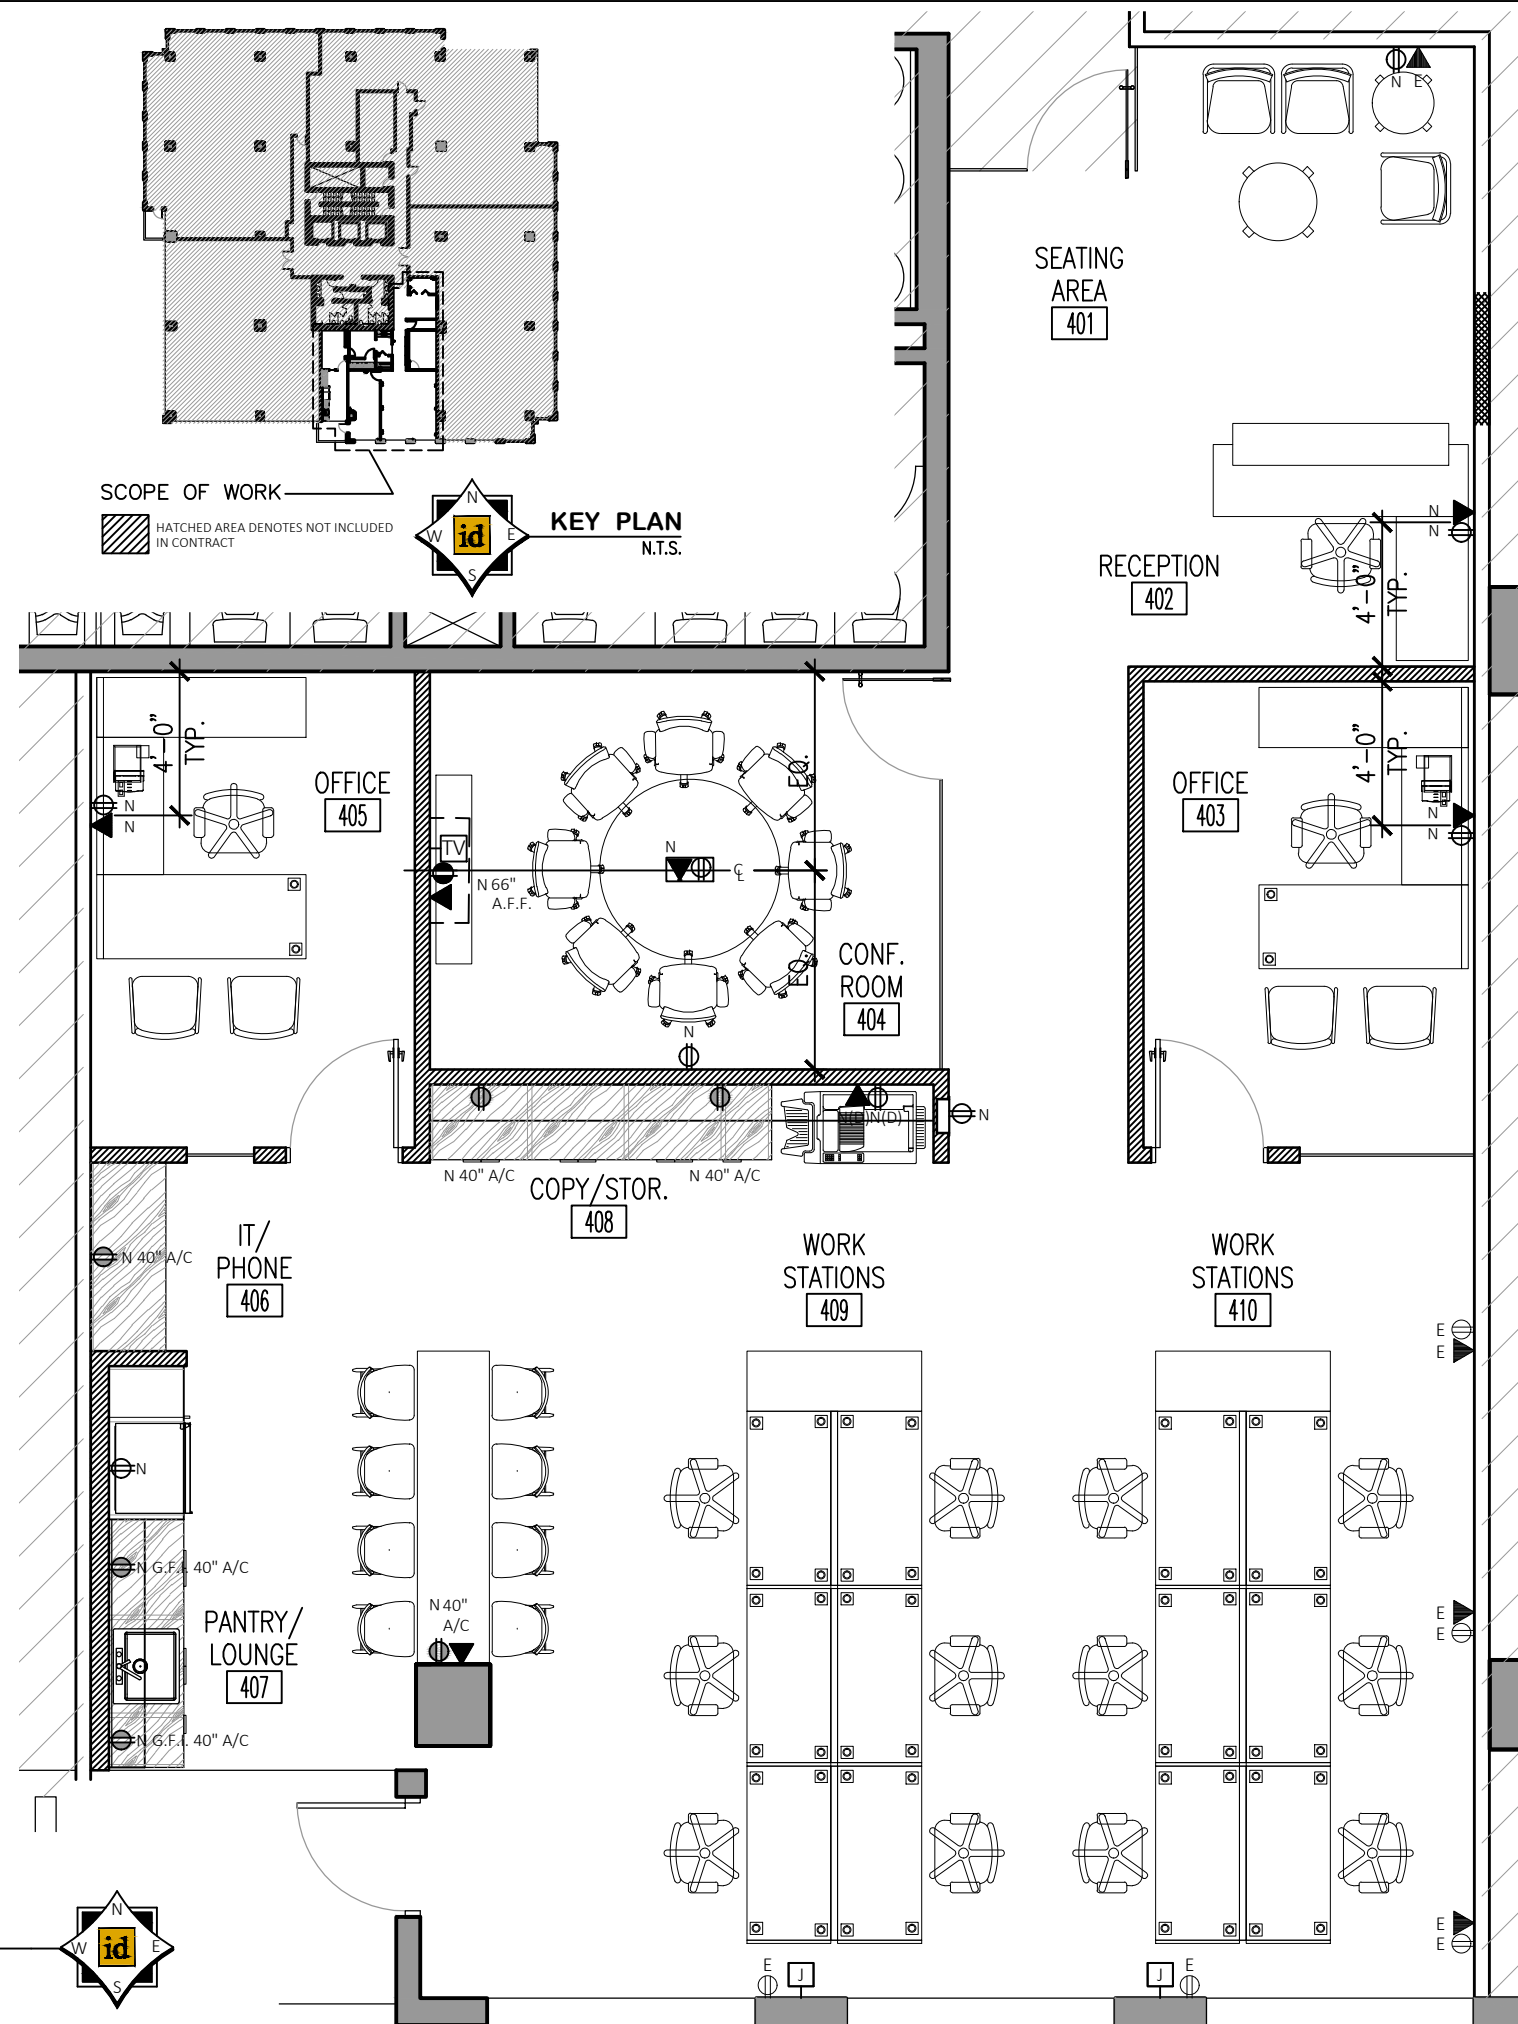 N
E
SEATING
AREA
401
SCOPE OF WORK
HATCHED AREA DENOTES NOT INCLUDED
IN CONTRACT
N
W
id
E
S
KEY PLAN
N.T.S.
N
N
RECEPTION
402
4'-0"
TYP.
4'-0"
TYP.
OFFICE
405
N
N
TV
N 66"
A.F.F.
N
℄
EQ.
EQ.
CONF.
ROOM
404
N
OFFICE
403
4'-0"
TYP.
N
N
N(D)N(D)
N
N 40" A/C
N 40" A/C
COPY/STOR.
408
IT/
PHONE
406
N 40" A/C
WORK
STATIONS
409
WORK
STATIONS
410
E
E
N
N G.F.I. 40" A/C
PANTRY/
LOUNGE
407
N G.F.I. 40" A/C
N 40"
A/C
E
E
E
E
N
W
id
E
S
E
J
J
E